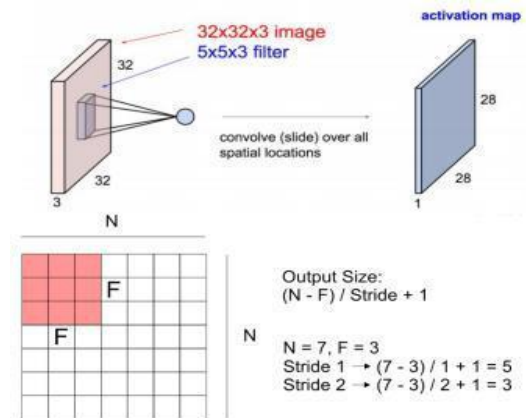 32x32x3 image
5x5x3 filter
activation map
32
32
3
convolve (slide) over all
spatial locations
28
28
1
N
F
F
N
Output Size:
(N - F) / Stride + 1
N = 7, F = 3
Stride 1 → (7 - 3) / 1 + 1 = 5
Stride 2 → (7 - 3) / 2 + 1 = 3